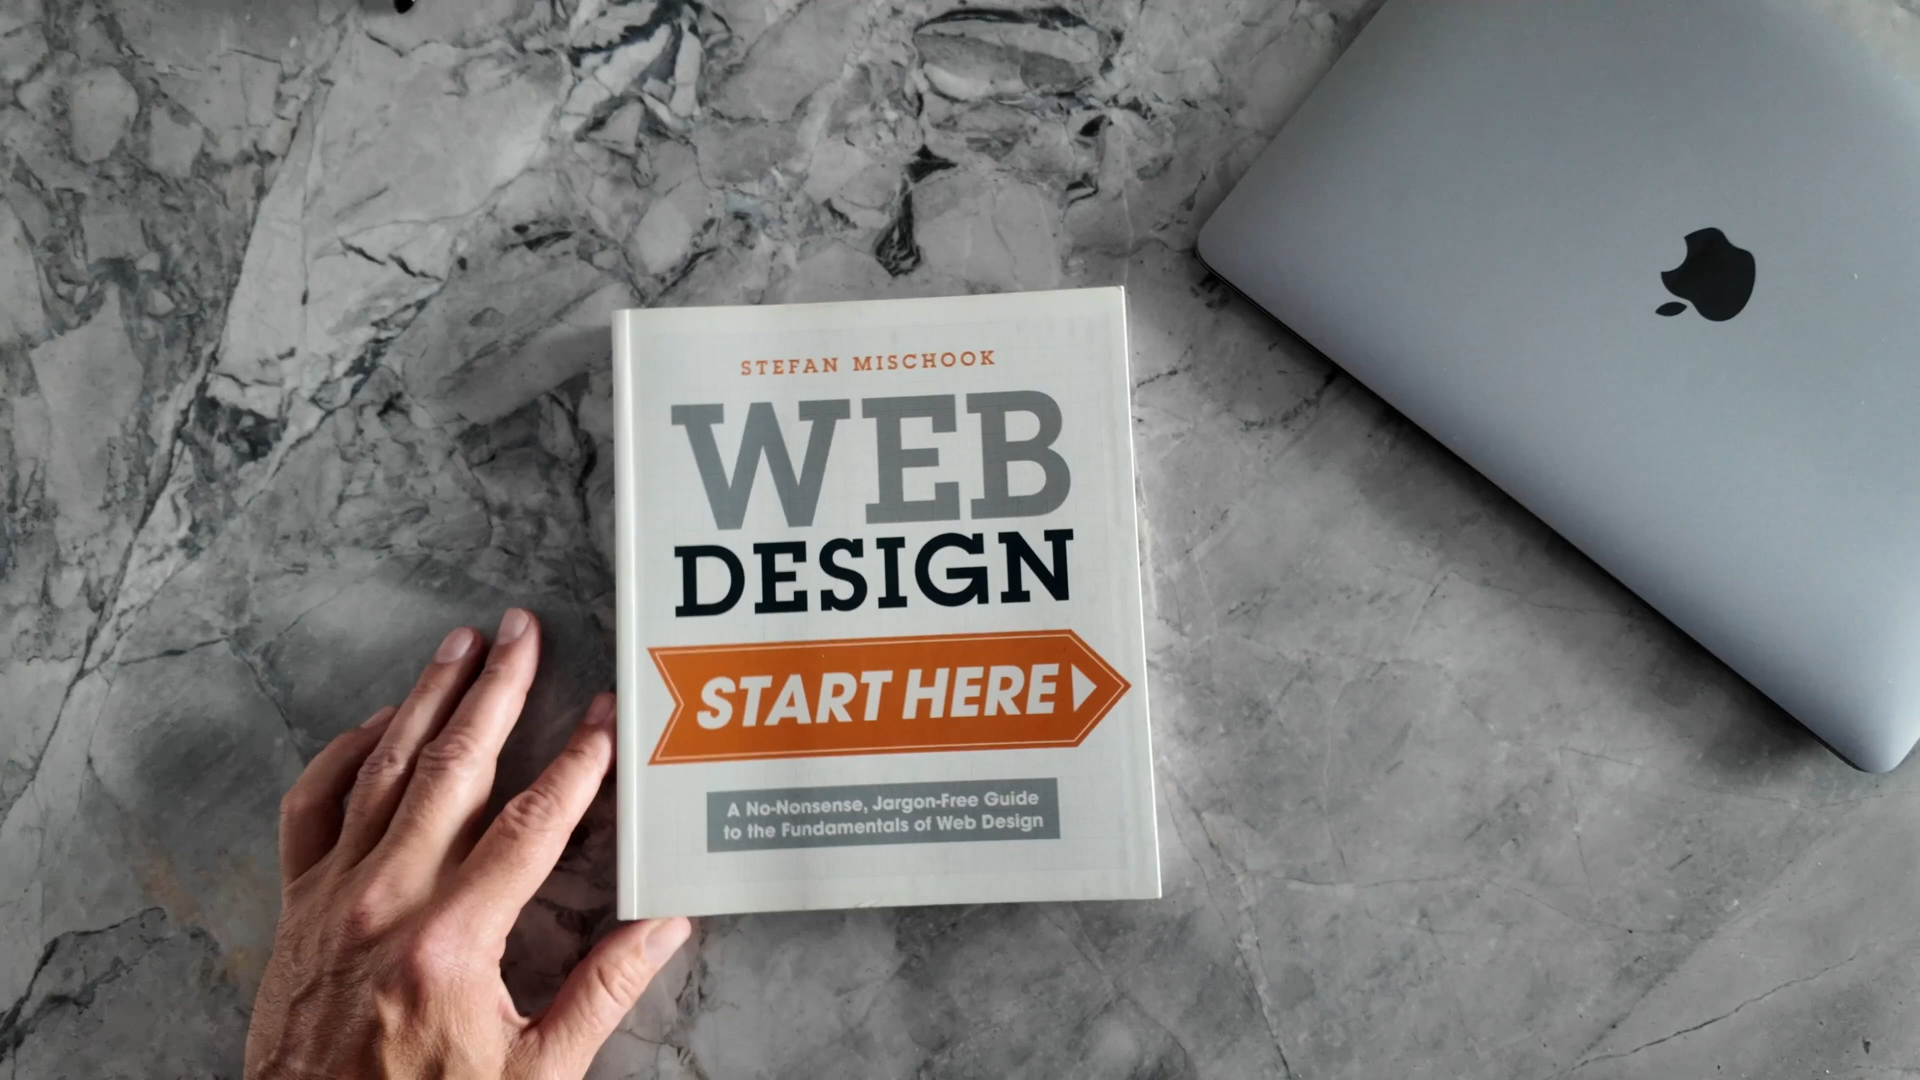 STEFAN MISCHOOK
WEB
DESIGN
START HERE
A No-Nonsense, Jargon-Free Guide
to the Fundamentals of Web Design